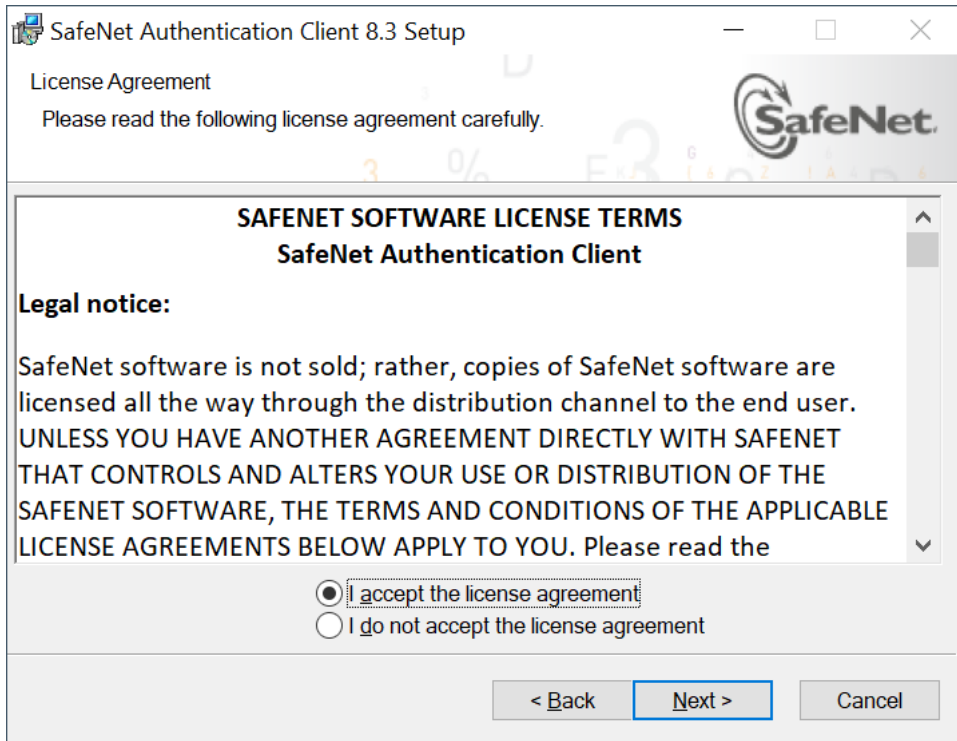 SafeNet Authentication Client 8.3 Setup
License Agreement
Please read the following license agreement carefully.
SafeNet.
SAFENET SOFTWARE LICENSE TERMS
SafeNet Authentication Client
Legal notice:
SafeNet software is not sold; rather, copies of SafeNet software are
licensed all the way through the distribution channel to the end user.
UNLESS YOU HAVE ANOTHER AGREEMENT DIRECTLY WITH SAFENET
THAT CONTROLS AND ALTERS YOUR USE OR DISTRIBUTION OF THE
SAFENET SOFTWARE, THE TERMS AND CONDITIONS OF THE APPLICABLE
LICENSE AGREEMENTS BELOW APPLY TO YOU. Please read the
I accept the license agreement
I do not accept the license agreement
< Back Next > Cancel